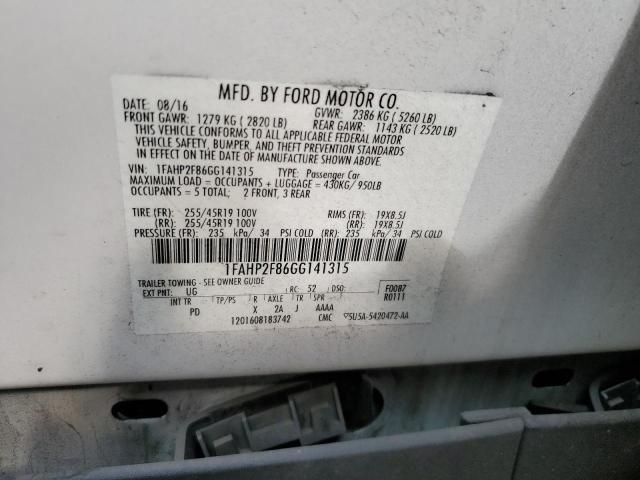 MFD. BY FORD MOTOR CO.
DATE: 08/16 GVWR: 2386 KG ( 5260 LB)
FRONT GAWR: 1279 KG ( 2820 LB) REAR GAWR: 1143 KG ( 2520 LB)
THIS VEHICLE CONFORMS TO ALL APPLICABLE FEDERAL MOTOR
VEHICLE SAFETY, BUMPER, AND THEFT PREVENTION STANDARDS
IN EFFECT ON THE DATE OF MANUFACTURE SHOWN ABOVE.
VIN: 1FAHP2F86GG141315 TYPE: Passenger Car
MAXIMUM LOAD = OCCUPANTS + LUGGAGE = 430KG/ 950LB
OCCUPANTS = 5 TOTAL; 2 FRONT, 3 REAR
TIRE (FR): 255/45R19 100V RIMS (FR): 19X8.5J
(RR): 255/45R19 100V (RR): 19X8.5J
PRESSURE (FR): 235 kPa/ 34 PSI COLD (RR): 235 kPa/ 34 PSI COLD
1FAHP2F86GG141315
TRAILER TOWING - SEE OWNER GUIDE
EXT PNT: UG RC: 52 DSO: F0087
INT TR TP/PS R AXLE TR SPR R0111
PD X 2A J AAAA
1201608183742 CMC 5U5A-5420472-AA